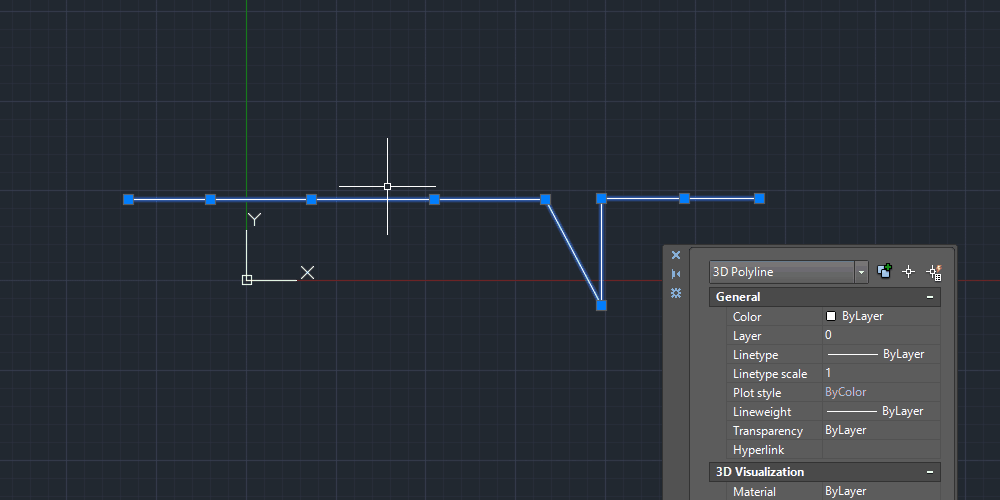 Y
X
3D Polyline
General
Color ByLayer
Layer 0
Linetype ByLayer
Linetype scale 1
Plot style ByColor
Lineweight ByLayer
Transparency ByLayer
Hyperlink
3D Visualization
Material ByLayer